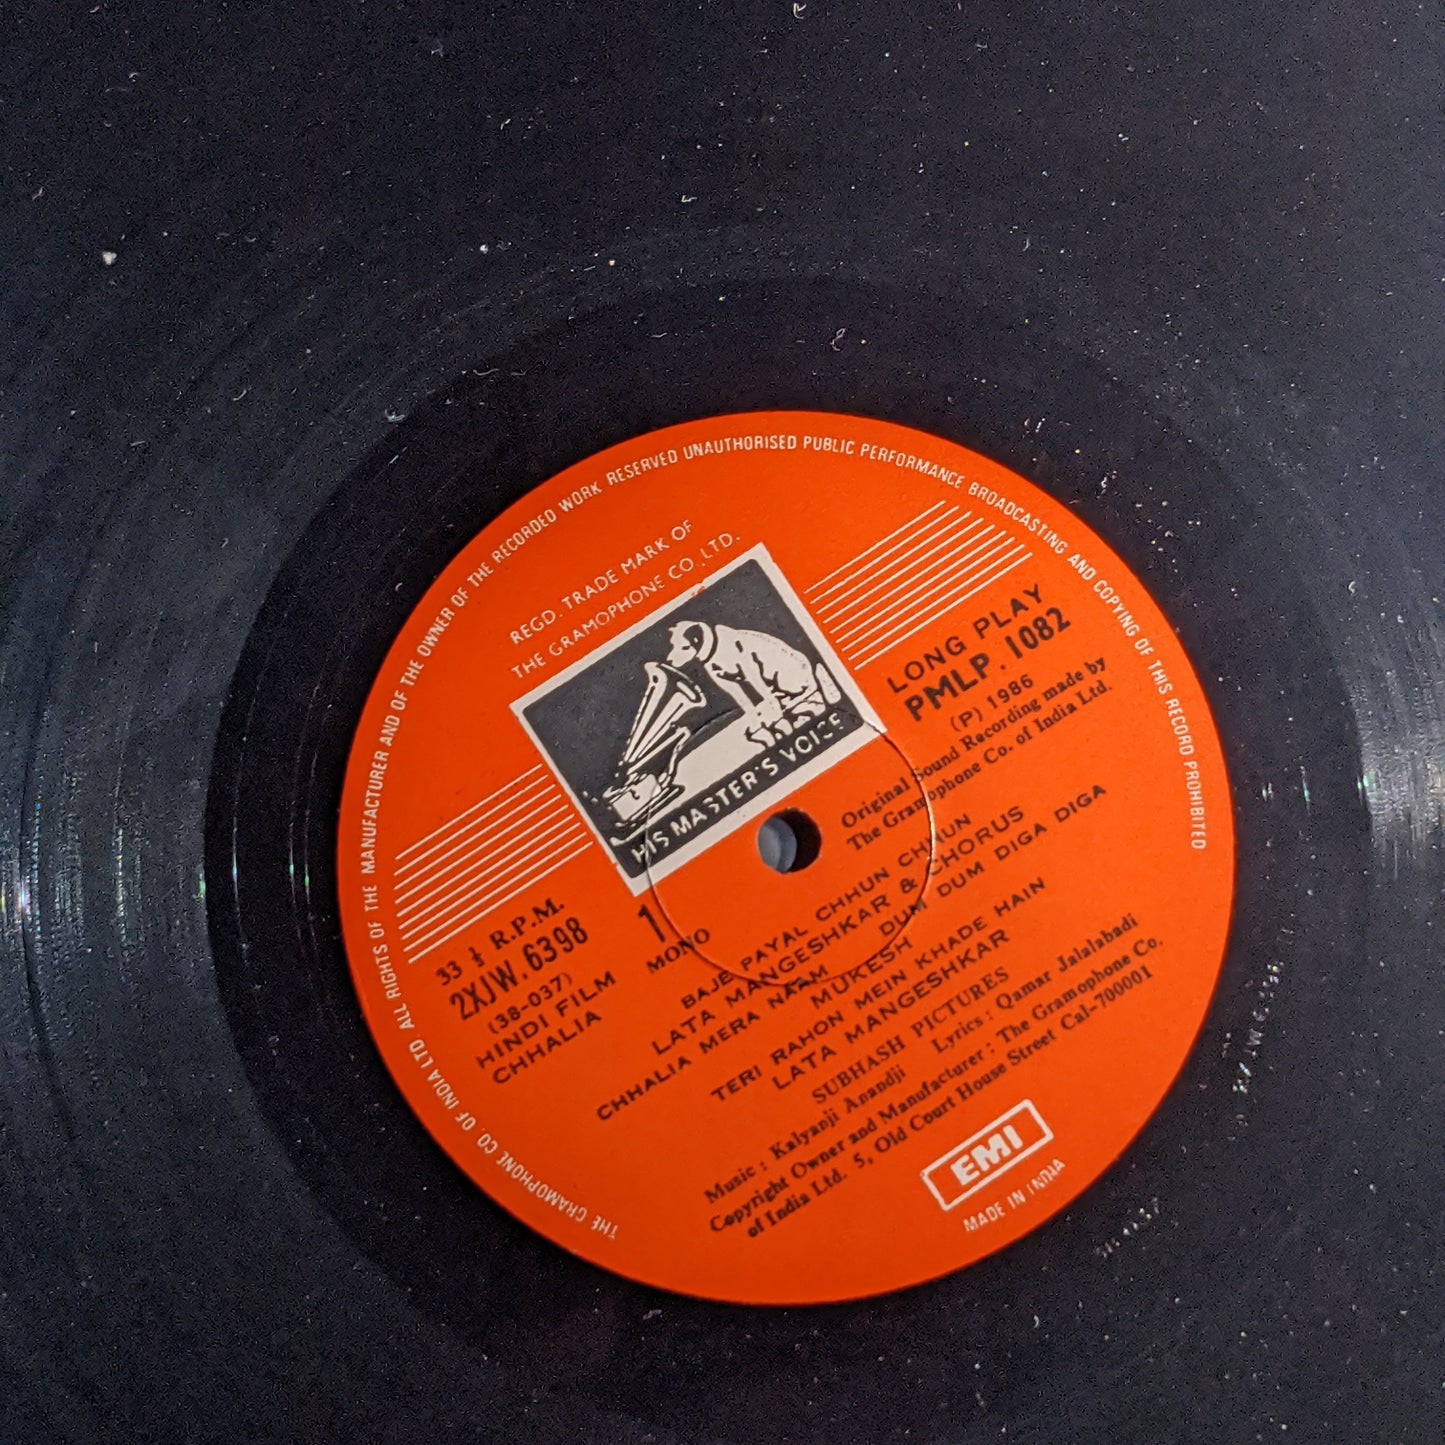 THE GRAMOPHONE CO. OF INDIA LTD ALL RIGHTS OF THE MANUFACTURER AND OF THE OWNER OF THE RECORDED WORK RESERVED UNAUTHORISED PUBLIC PERFORMANCE BROADCASTING AND COPYING OF THIS RECORD PROHIBITED
REGD. TRADE MARK OF
THE GRAMOPHONE CO. LTD.
HIS MASTER'S VOICE
LONG PLAY
PMLP. 1082
(P) 1986
Original Sound Recording made by
The Gramophone Co. of India Ltd.
33 ⅓ R.P.M.
2XJW.6398
(38-037)
HINDI FILM
CHHALIA
1
MONO
BAJE PAYAL CHHUN CHHUN
LATA MANGESHKAR & CHORUS
CHHALIA MERA NAAM DUM DUM DIGA DIGA
MUKESH
TERI RAHON MEIN KHADE HAIN
LATA MANGESHKAR
SUBHASH PICTURES
Music : Kalyanji Anandji Lyrics : Qamar Jalalabadi
Copyright Owner and Manufacturer : The Gramophone Co.
of India Ltd. 5, Old Court House Street Cal-700001
EMI
MADE IN INDIA